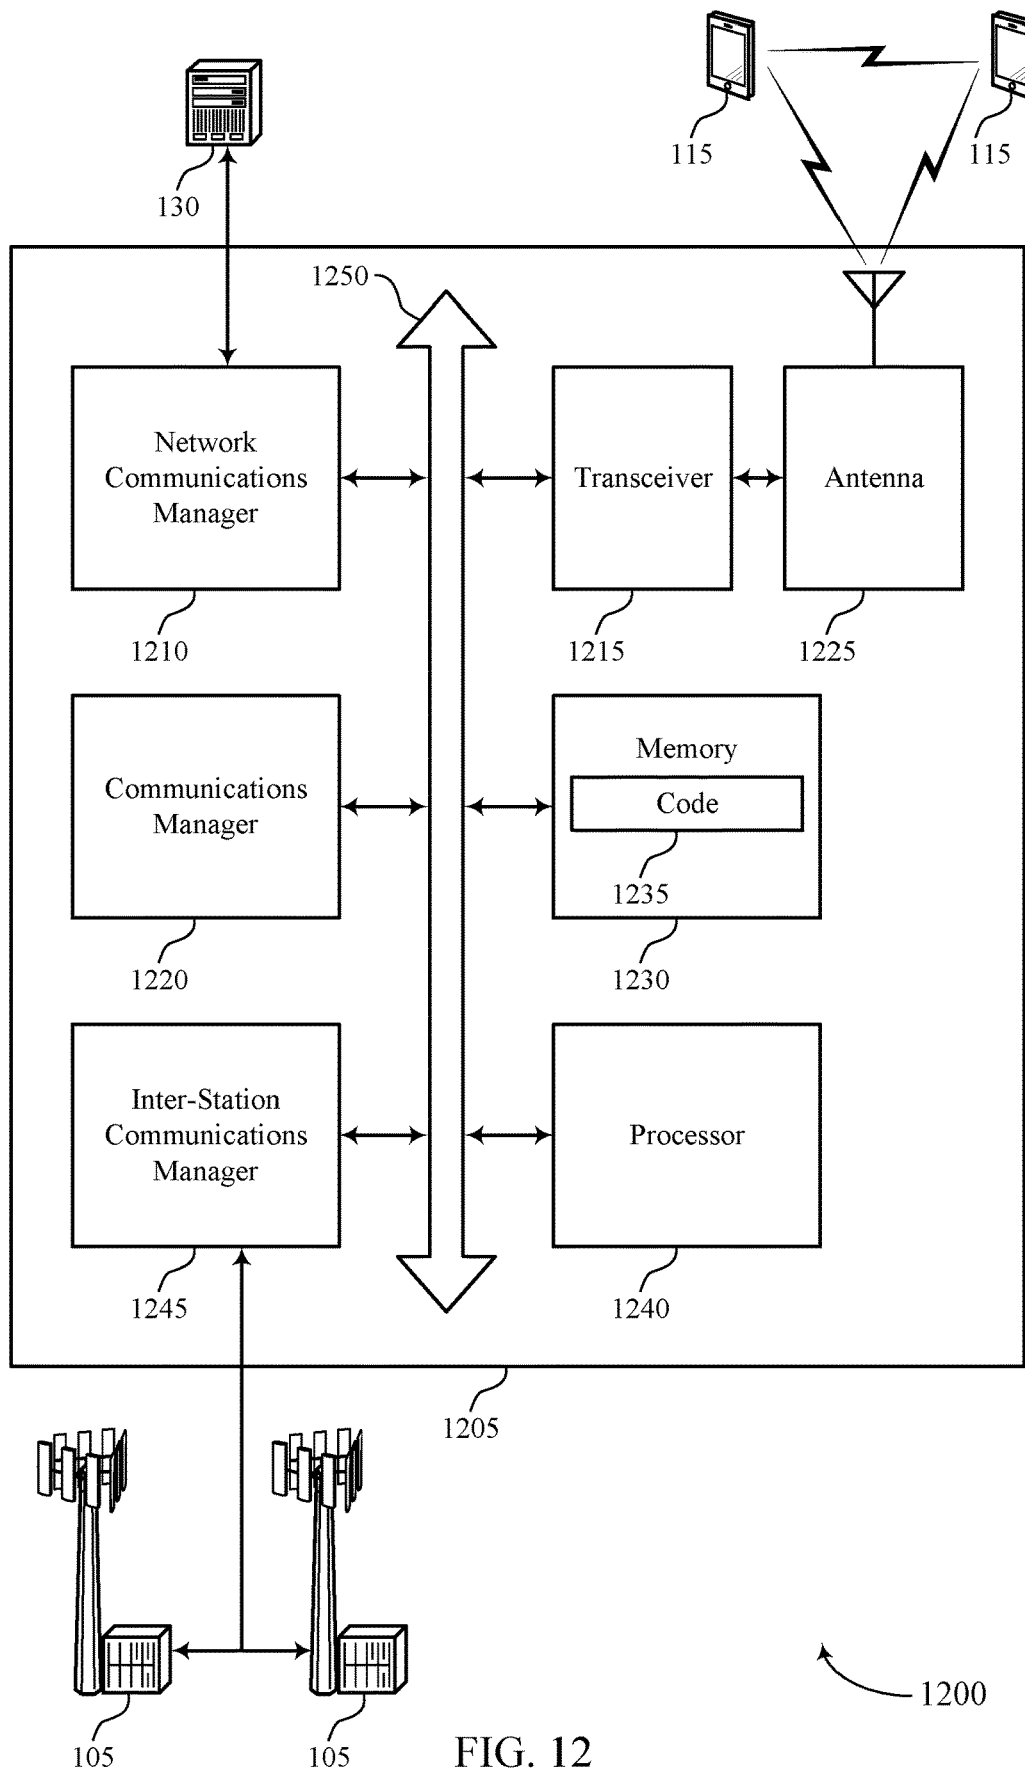 130
115
115
1250
Network
Communications
Manager
Transceiver
Antenna
1210
1215
1225
Communications
Manager
Memory
Code
1235
1220
1230
Inter-Station
Communications
Manager
Processor
1245
1240
1205
1200
105
105
FIG. 12